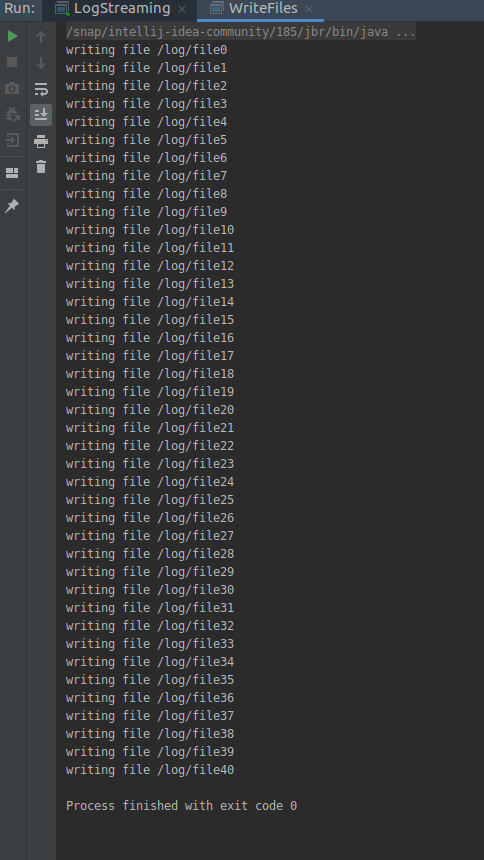 Run: LogStreaming × WriteFiles ×
/snap/intellij-idea-community/185/jbr/bin/java ...
writing file /log/file0
writing file /log/file1
writing file /log/file2
writing file /log/file3
writing file /log/file4
writing file /log/file5
writing file /log/file6
writing file /log/file7
writing file /log/file8
writing file /log/file9
writing file /log/file10
writing file /log/file11
writing file /log/file12
writing file /log/file13
writing file /log/file14
writing file /log/file15
writing file /log/file16
writing file /log/file17
writing file /log/file18
writing file /log/file19
writing file /log/file20
writing file /log/file21
writing file /log/file22
writing file /log/file23
writing file /log/file24
writing file /log/file25
writing file /log/file26
writing file /log/file27
writing file /log/file28
writing file /log/file29
writing file /log/file30
writing file /log/file31
writing file /log/file32
writing file /log/file33
writing file /log/file34
writing file /log/file35
writing file /log/file36
writing file /log/file37
writing file /log/file38
writing file /log/file39
writing file /log/file40
Process finished with exit code 0